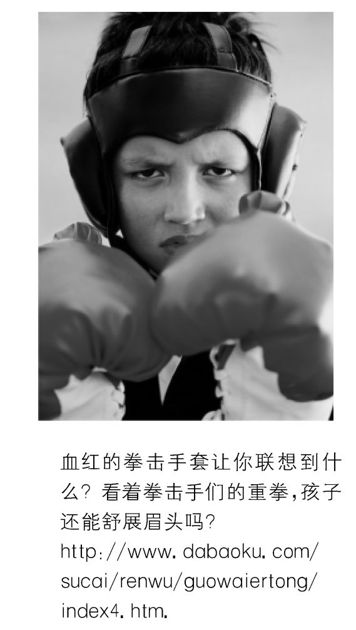 血红的拳击手套让你联想到什
么？看着拳击手们的重拳，孩子
还能舒展眉头吗？
http://www.dabaoku.com/
sucai/renwu/guowaiertong/
index4.htm.